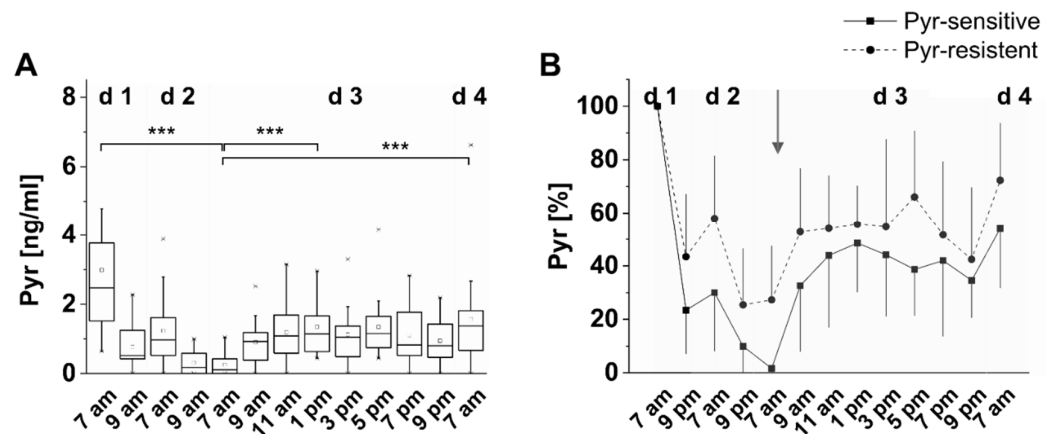 Pyr-sensitive
Pyr-resistent
A
B
d 1 d 2 d 3 d 4
*** *** ***
Pyr [ng/ml]
8
6
4
2
0
7 am 9 am 7 am 9 am 7 am 9 am 11 am 1 pm 3 pm 5 pm 7 pm 9 pm 7 am
d 1 d 2 d 3 d 4
Pyr [%]
100
80
60
40
20
0
7 am 9 pm 7 am 9 pm 7 am 9 am 11 am 1 pm 3 pm 5 pm 7 pm 9 pm 7 am